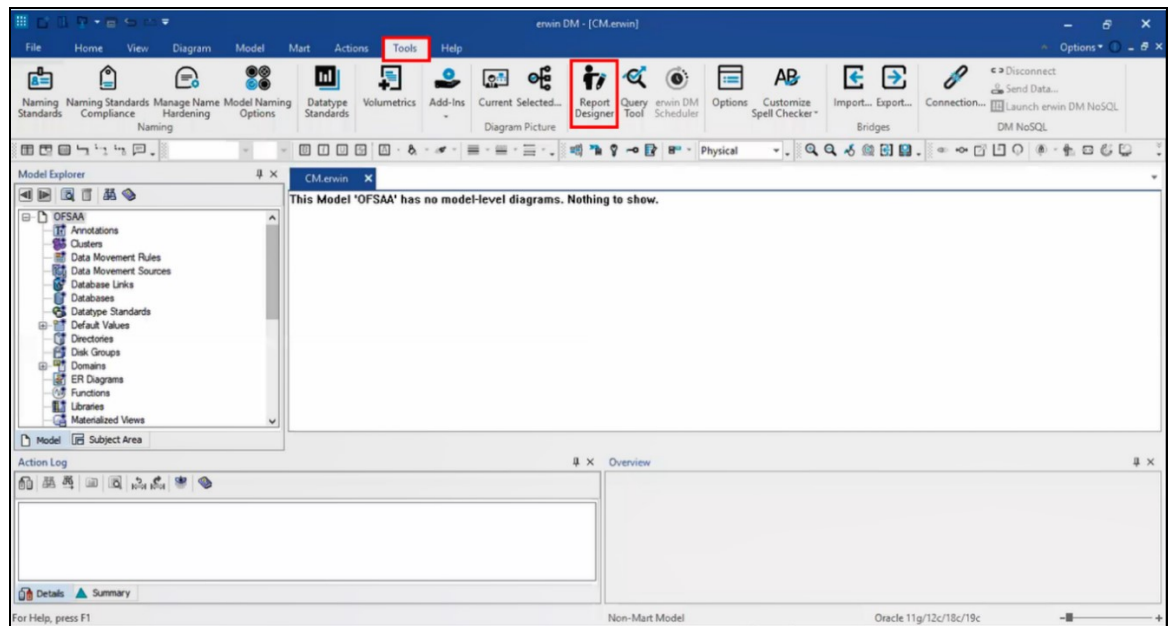 erwin DM - [CM.erwin]
File Home View Diagram Model Mart Actions Tools Help Options
Naming Standards
Naming Standards Compliance
Manage Name Hardening
Model Naming Options
Naming
Datatype Standards
Volumetrics
Add-Ins
Current Selected...
Diagram Picture
Report Designer
Query Tool
erwin DM Scheduler
Options
Customize Spell Checker
Import... Export...
Bridges
Connection...
Disconnect
Send Data...
Launch erwin DM NoSQL
DM NoSQL
Physical
Model Explorer
CM.erwin
This Model 'OFSAA' has no model-level diagrams. Nothing to show.
OFSAA
Annotations
Clusters
Data Movement Rules
Data Movement Sources
Database Links
Databases
Datatype Standards
Default Values
Directories
Disk Groups
Domains
ER Diagrams
Functions
Libraries
Materialized Views
Model Subject Area
Action Log
Overview
Details Summary
For Help, press F1
Non-Mart Model
Oracle 11g/12c/18c/19c